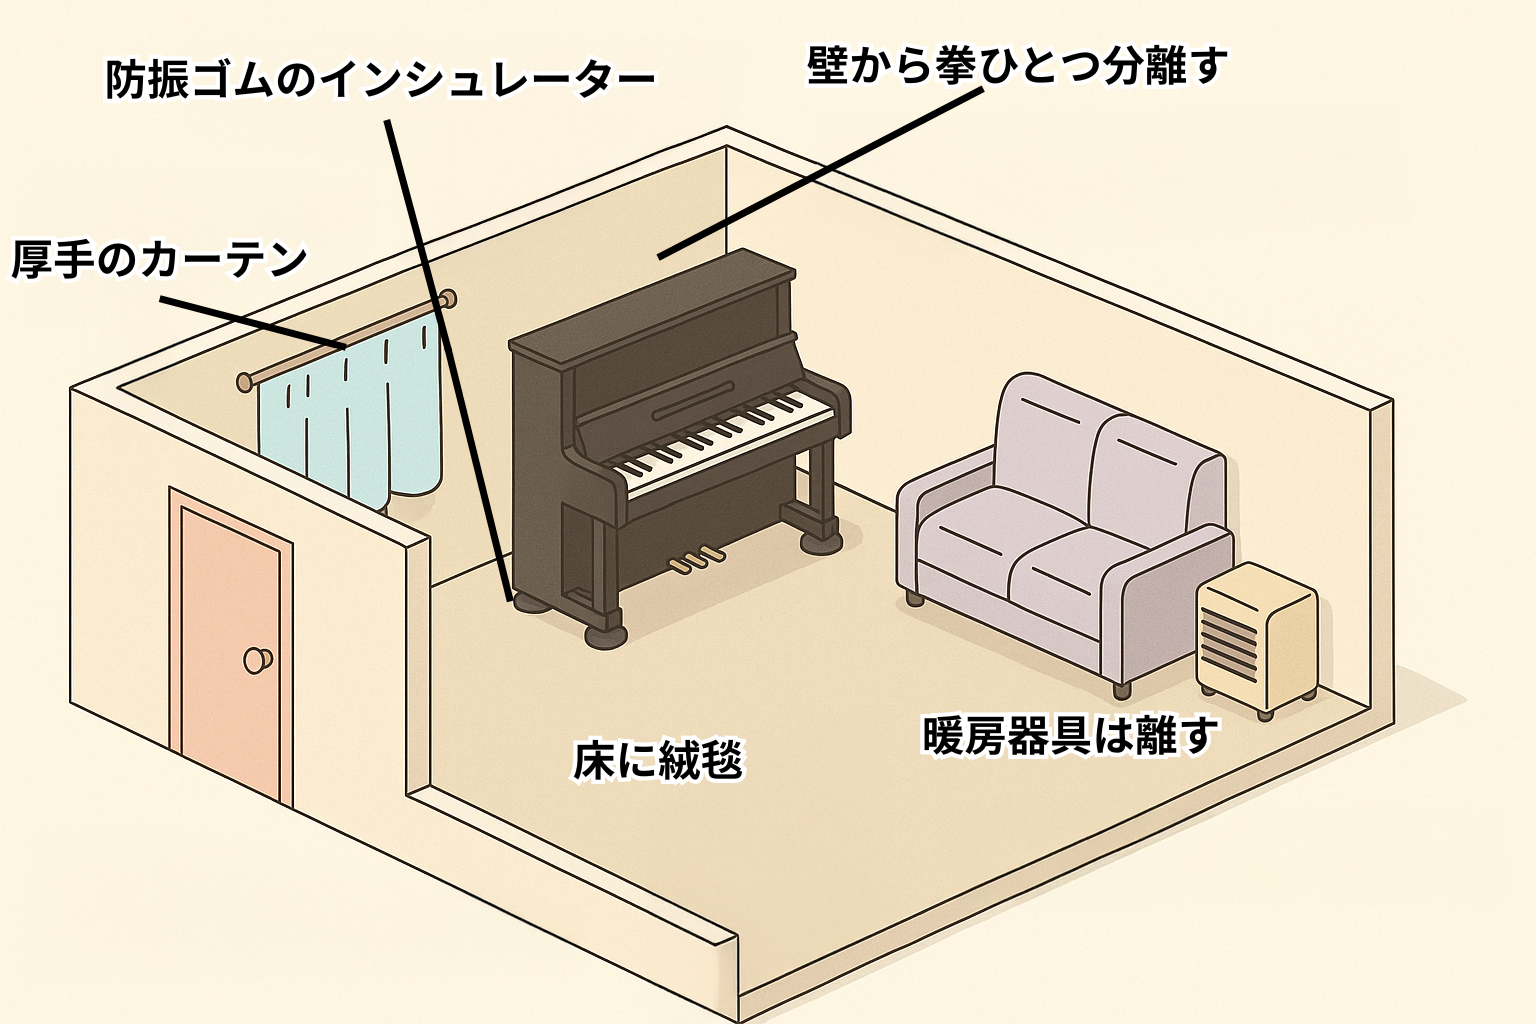 防振ゴムのインシュレーター
壁から拳ひとつ分離す
厚手のカーテン
床に絨毯
暖房器具は離す